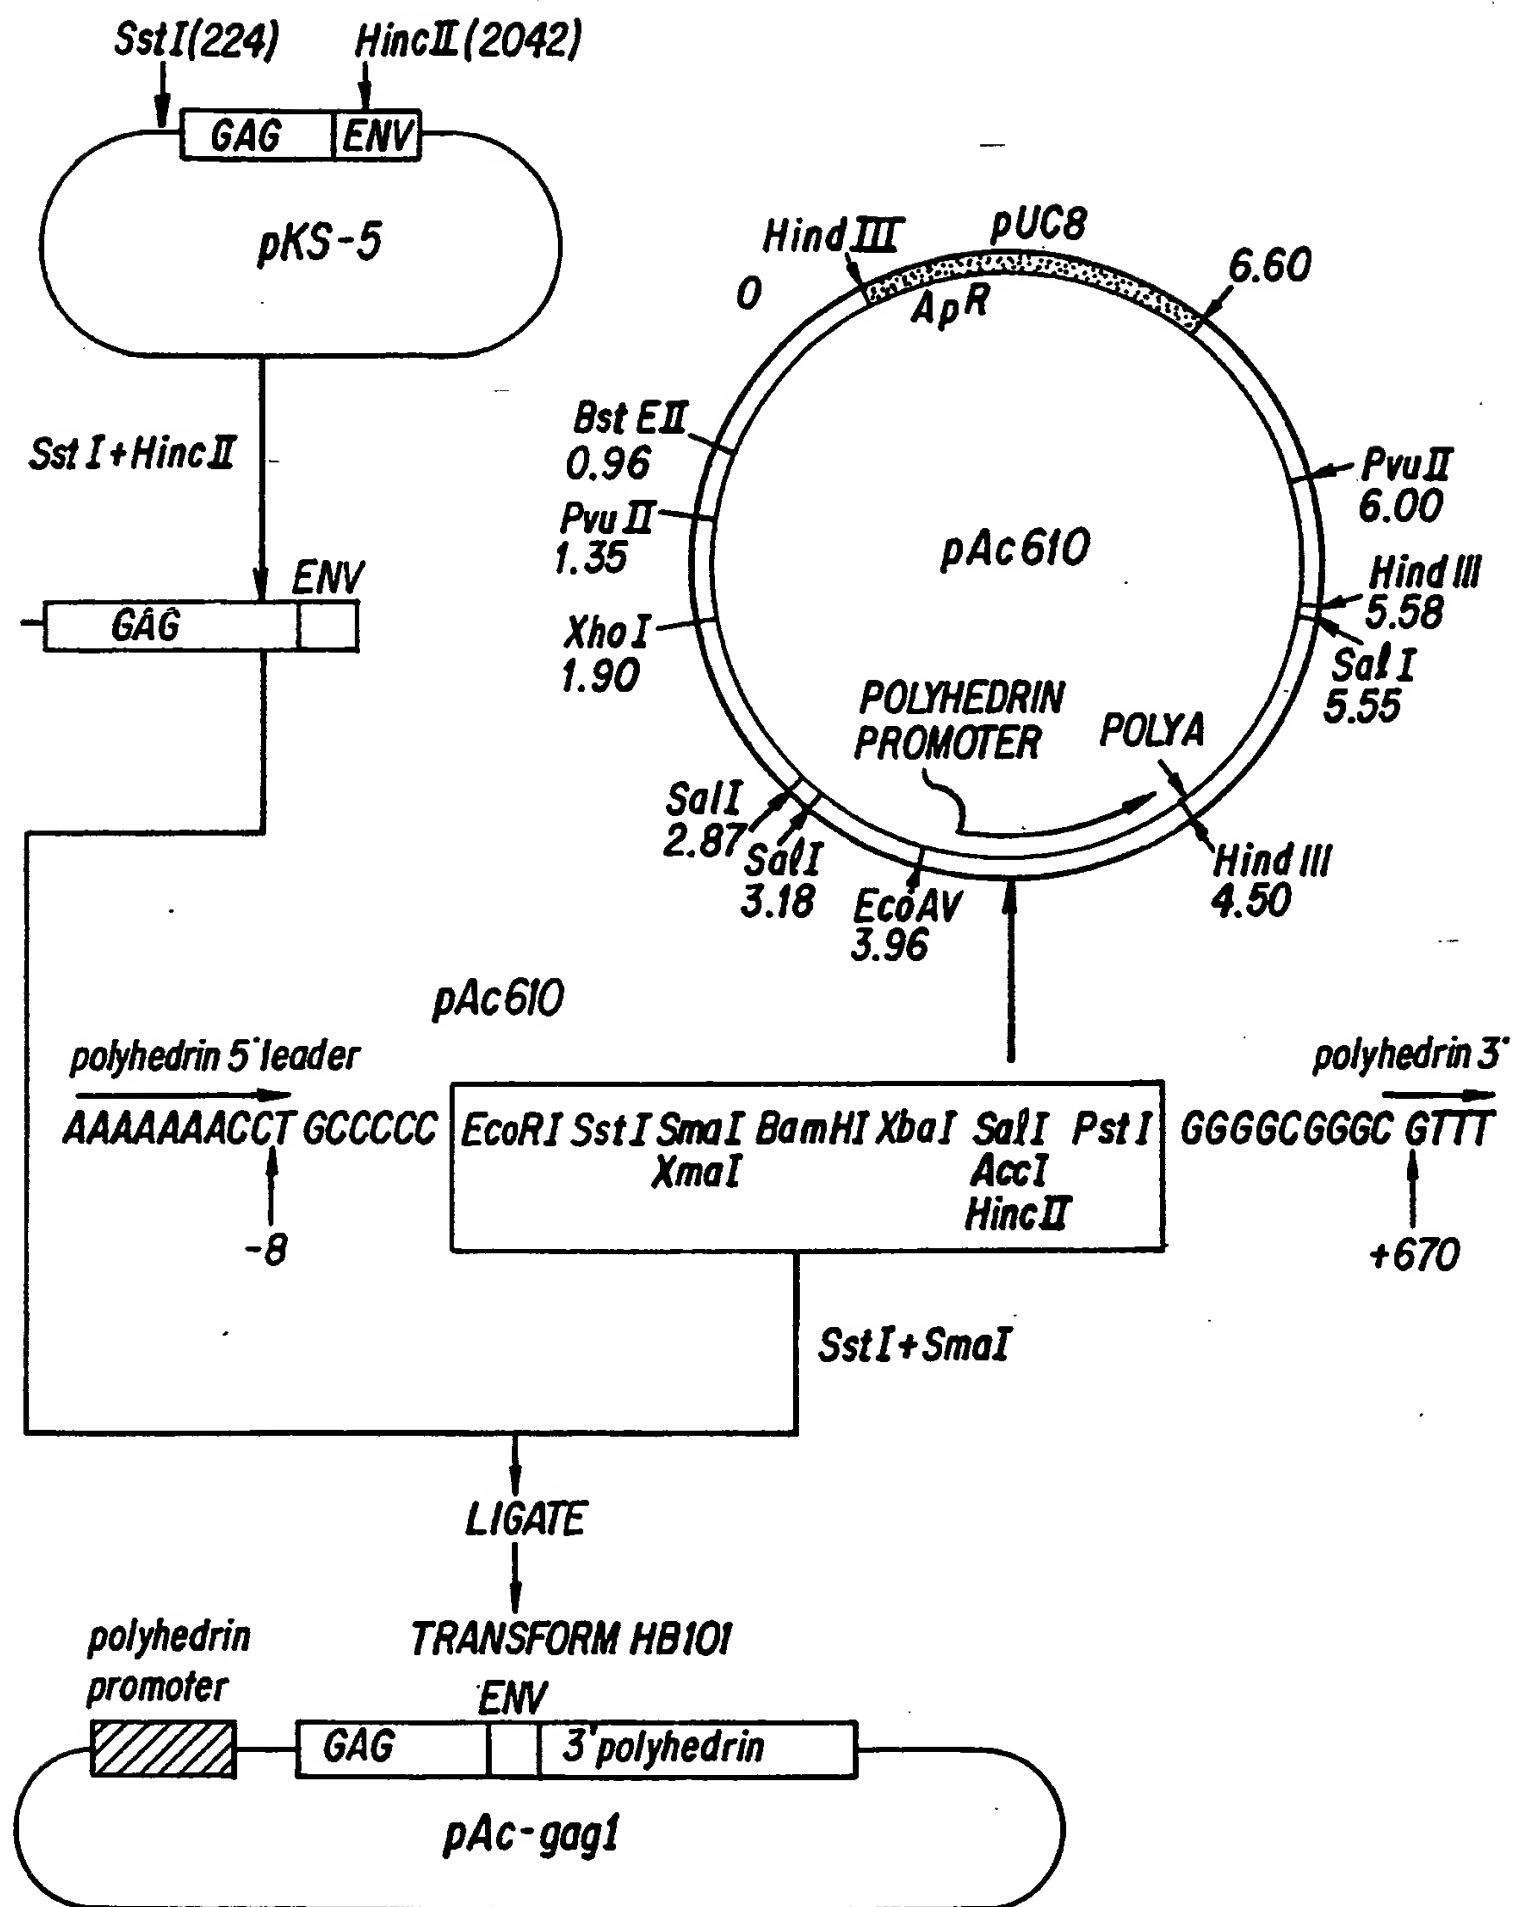 SstI(224) HincII(2042)
GAG ENV
pKS-5
SstI+HincII
ENV
GAG
pUC8
HindIII
6.60
0
ApR
BstEII
0.96
PvuII
1.35
XhoI
1.90
pAc610
PvuII
6.00
HindIII
5.58
SalI
5.55
POLYHEDRIN
PROMOTER
POLYA
SalI
2.87
SalI
3.18
EcoAV
3.96
HindIII
4.50
pAc610
polyhedrin 5' leader
polyhedrin 3'
AAAAAAACCT GCCCCC EcoRI SstI SmaI BamHI XbaI SalI PstI GGGGCGGGC GTTT
XmaI AccI
HincII
-8
+670
SstI+SmaI
LIGATE
TRANSFORM HB101
polyhedrin
promoter
ENV
GAG 3'polyhedrin
pAc-gag1